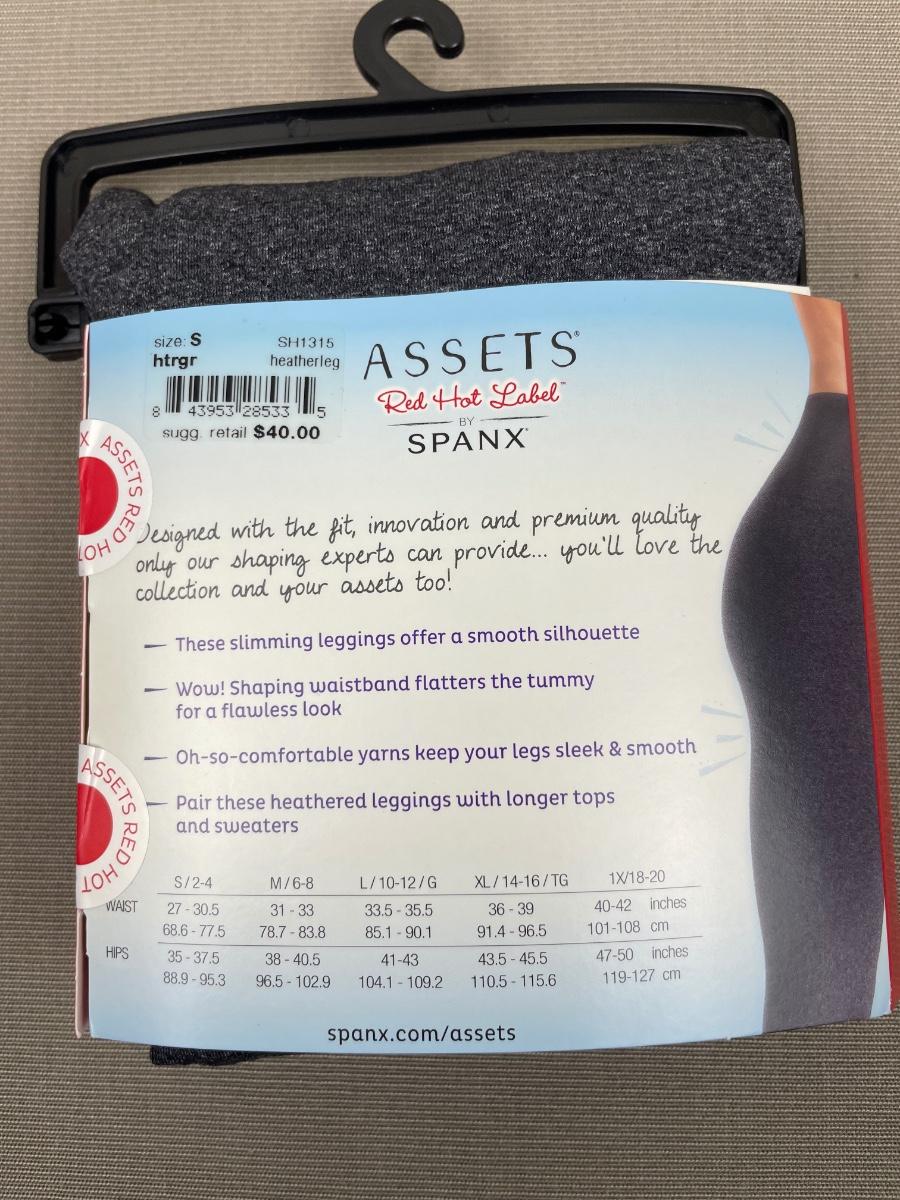 size: S SH1315
htrgr heatherleg
8 43953 28533 5
sugg. retail $40.00
ASSETS®
Red Hot Label™
BY
SPANX®
X ASSETS RED HOT
LOH
Designed with the fit, innovation and premium quality
only our shaping experts can provide... you'll love the
collection and your assets too!
— These slimming leggings offer a smooth silhouette
— Wow! Shaping waistband flatters the tummy
for a flawless look
— Oh-so-comfortable yarns keep your legs sleek & smooth
— Pair these heathered leggings with longer tops
and sweaters
ASSETS RED HOT
S/2-4 M/6-8 L/10-12/G XL/14-16/TG 1X/18-20
WAIST 27 - 30.5 31 - 33 33.5 - 35.5 36 - 39 40-42 inches
68.6 - 77.5 78.7 - 83.8 85.1 - 90.1 91.4 - 96.5 101-108 cm
HIPS 35 - 37.5 38 - 40.5 41-43 43.5 - 45.5 47-50 inches
88.9 - 95.3 96.5 - 102.9 104.1 - 109.2 110.5 - 115.6 119-127 cm
spanx.com/assets